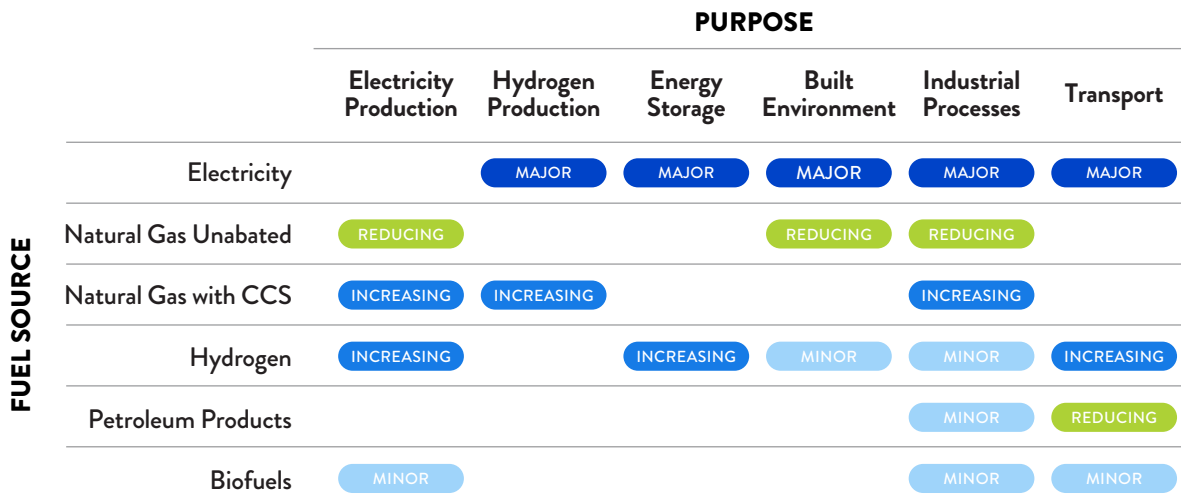 PURPOSE
Electricity Production
Hydrogen Production
Energy Storage
Built Environment
Industrial Processes
Transport
FUEL SOURCE
Electricity MAJOR MAJOR MAJOR MAJOR MAJOR
Natural Gas Unabated REDUCING REDUCING REDUCING
Natural Gas with CCS INCREASING INCREASING INCREASING
Hydrogen INCREASING INCREASING MINOR MINOR INCREASING
Petroleum Products MINOR REDUCING
Biofuels MINOR MINOR MINOR